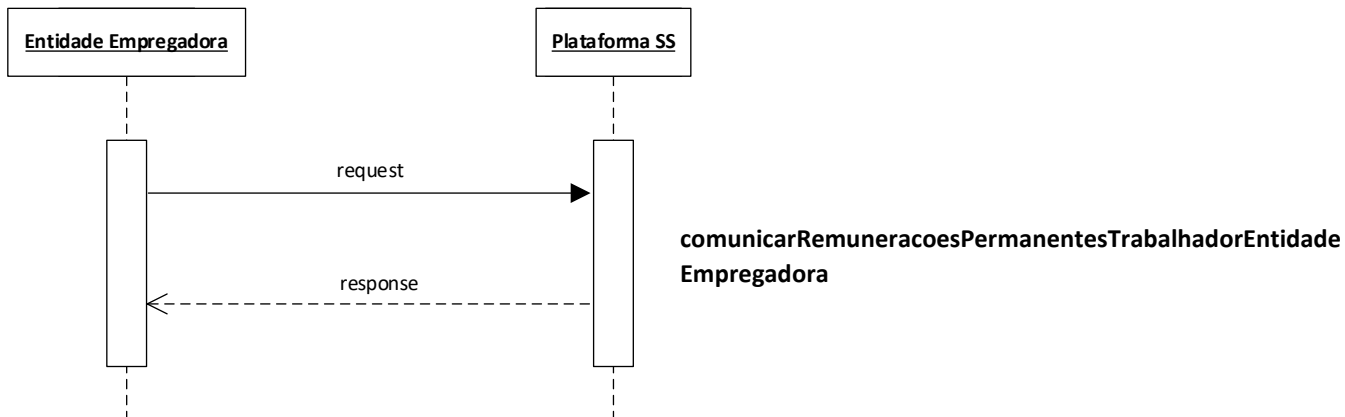 Entidade Empregadora
Plataforma SS
request
comunicarRemuneracoesPermanentesTrabalhadorEntidade
Empregadora
response